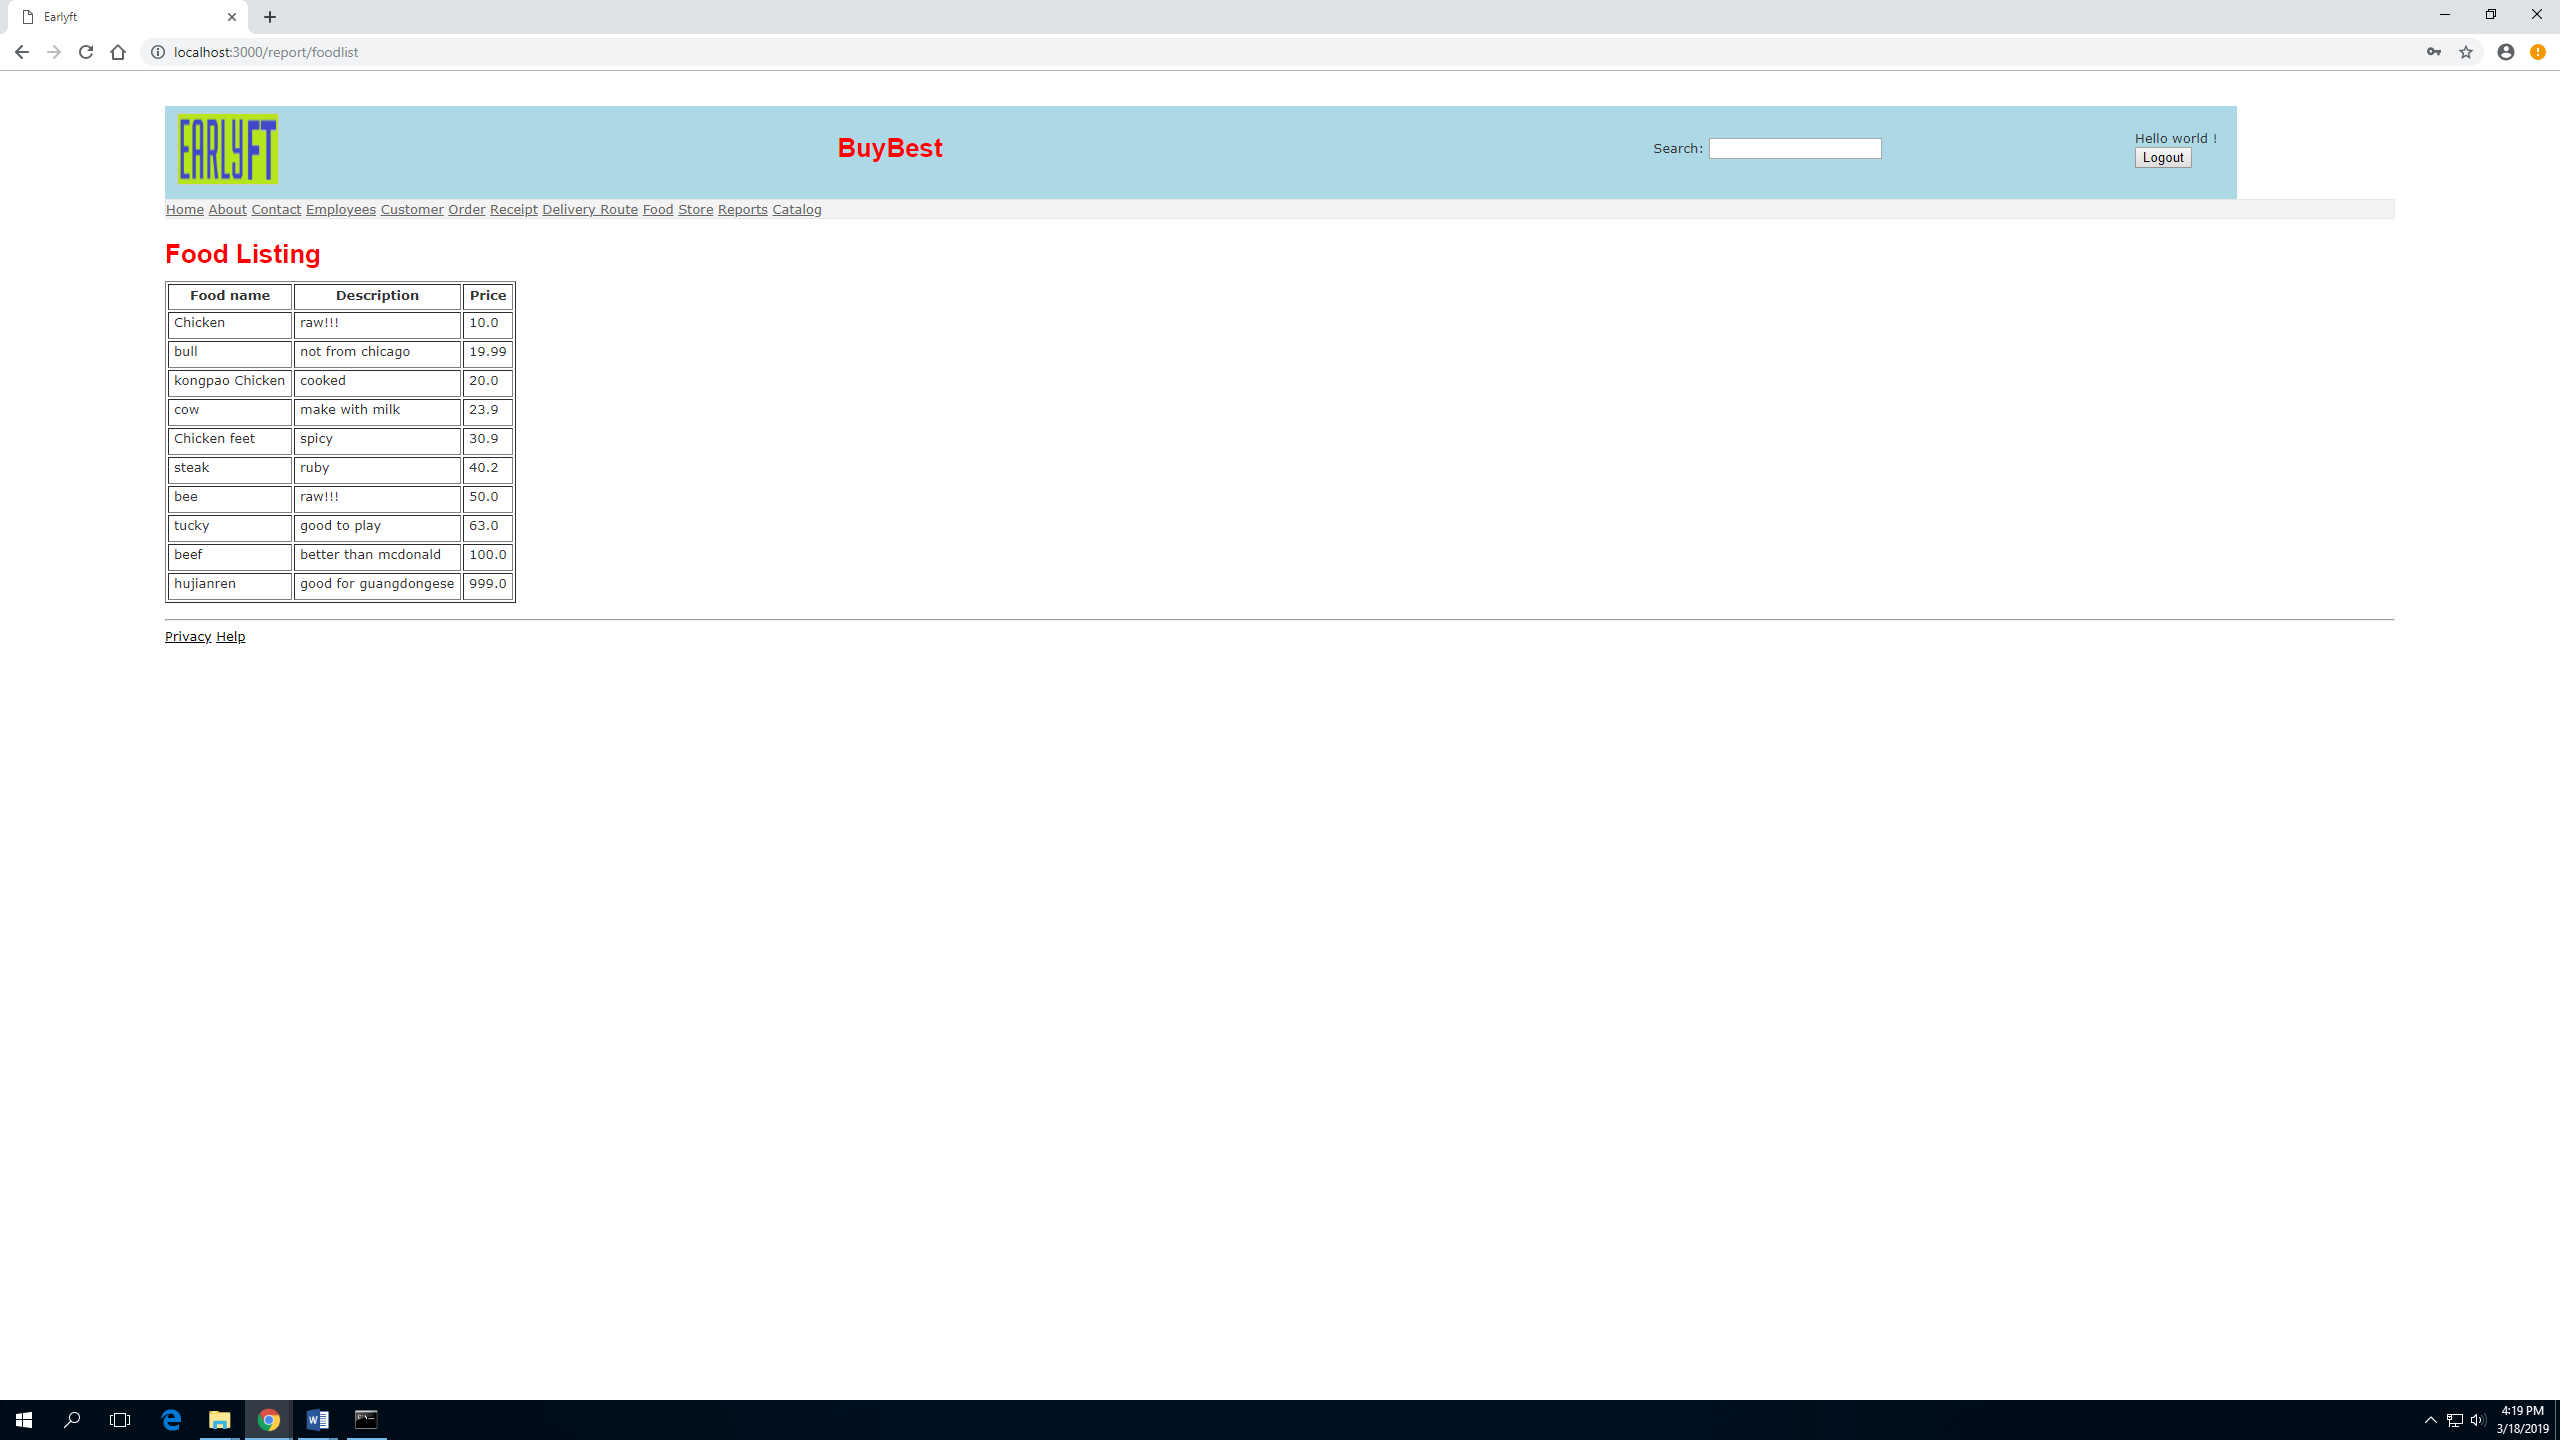 Earlyft
localhost:3000/report/foodlist
EARLYFT
BuyBest
Search:
Hello world !
Logout
Home About Contact Employees Customer Order Receipt Delivery Route Food Store Reports Catalog
Food Listing
Food name Description Price
Chicken raw!!! 10.0
bull not from chicago 19.99
kongpao Chicken cooked 20.0
cow make with milk 23.9
Chicken feet spicy 30.9
steak ruby 40.2
bee raw!!! 50.0
tucky good to play 63.0
beef better than mcdonald 100.0
hujianren good for guangdongese 999.0
Privacy Help
4:19 PM
3/18/2019